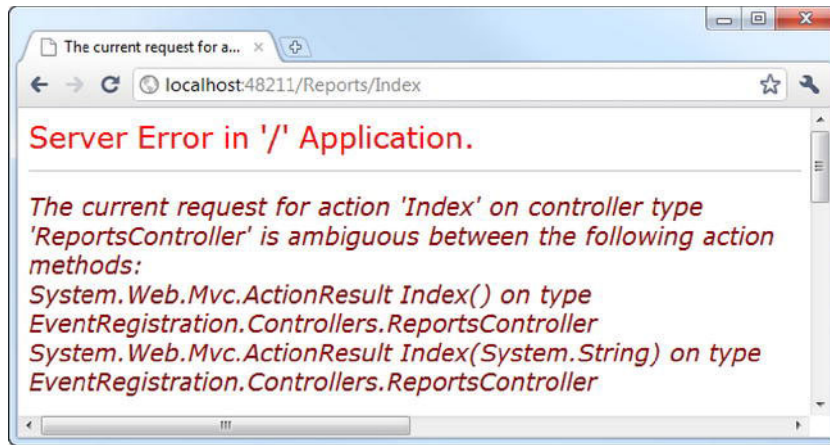 The current request for a...
localhost:48211/Reports/Index
Server Error in '/' Application.
The current request for action 'Index' on controller type
'ReportsController' is ambiguous between the following action
methods:
System.Web.Mvc.ActionResult Index() on type
EventRegistration.Controllers.ReportsController
System.Web.Mvc.ActionResult Index(System.String) on type
EventRegistration.Controllers.ReportsController